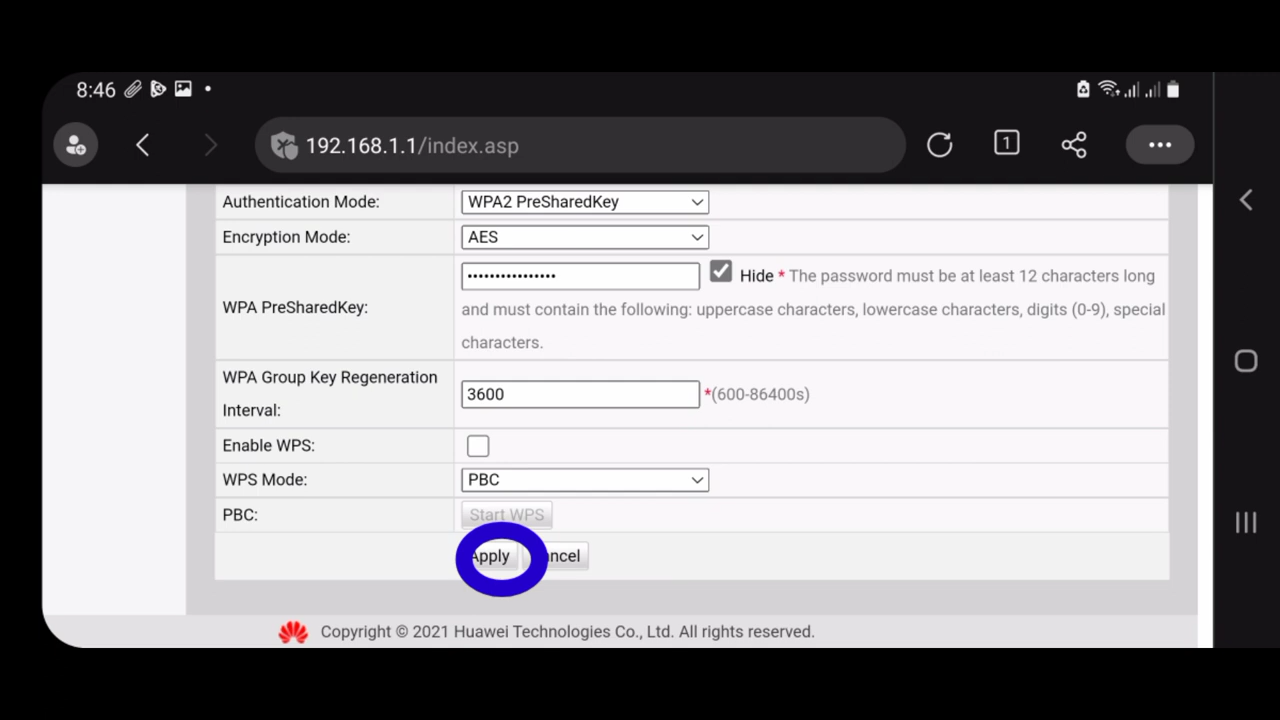 8:46
192.168.1.1/index.asp
1
Authentication Mode: WPA2 PreSharedKey
Encryption Mode: AES
WPA PreSharedKey: •••••••••••••••• Hide * The password must be at least 12 characters long
and must contain the following: uppercase characters, lowercase characters, digits (0-9), special
characters.
WPA Group Key Regeneration
Interval: 3600 *(600-86400s)
Enable WPS:
WPS Mode: PBC
PBC: Start WPS
Apply
Copyright © 2021 Huawei Technologies Co., Ltd. All rights reserved.